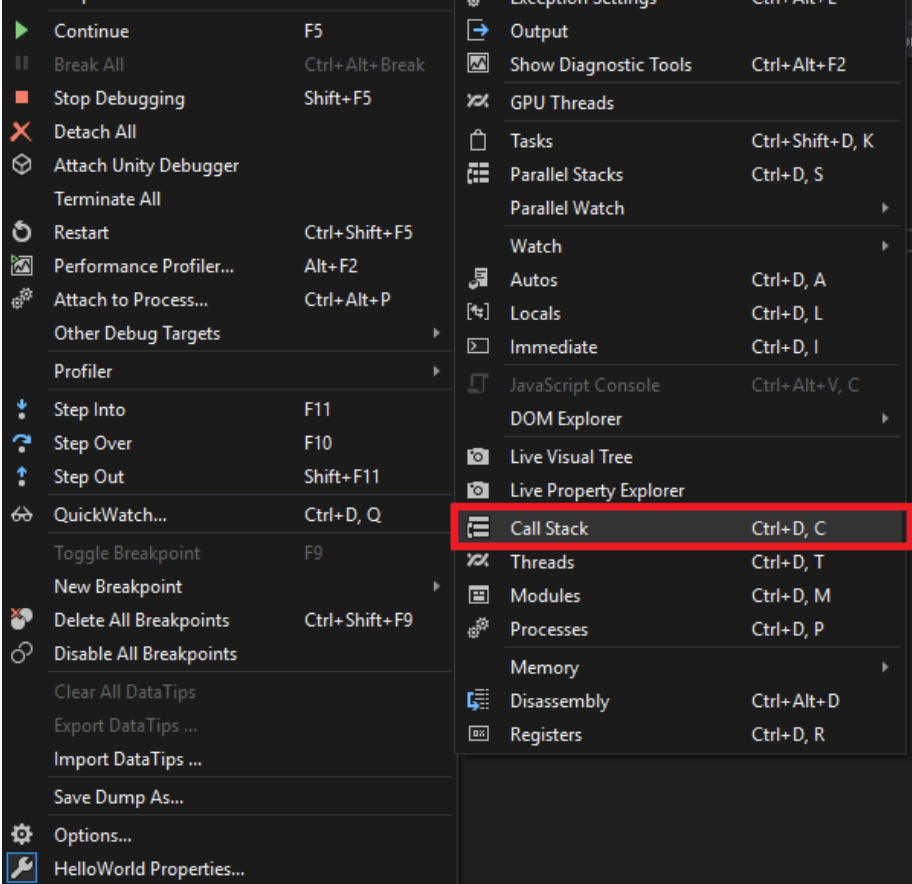 Continue F5
Break All Ctrl+Alt+Break
Stop Debugging Shift+F5
Detach All
Attach Unity Debugger
Terminate All
Restart Ctrl+Shift+F5
Performance Profiler... Alt+F2
Attach to Process... Ctrl+Alt+P
Other Debug Targets
Profiler
Step Into F11
Step Over F10
Step Out Shift+F11
QuickWatch... Ctrl+D, Q
Toggle Breakpoint F9
New Breakpoint
Delete All Breakpoints Ctrl+Shift+F9
Disable All Breakpoints
Clear All DataTips
Export DataTips ...
Import DataTips ...
Save Dump As...
Options...
HelloWorld Properties...
Exception Settings Ctrl+Alt+E
Output
Show Diagnostic Tools Ctrl+Alt+F2
GPU Threads
Tasks Ctrl+Shift+D, K
Parallel Stacks Ctrl+D, S
Parallel Watch
Watch
Autos Ctrl+D, A
Locals Ctrl+D, L
Immediate Ctrl+D, I
JavaScript Console Ctrl+Alt+V, C
DOM Explorer
Live Visual Tree
Live Property Explorer
Call Stack Ctrl+D, C
Threads Ctrl+D, T
Modules Ctrl+D, M
Processes Ctrl+D, P
Memory
Disassembly Ctrl+Alt+D
Registers Ctrl+D, R